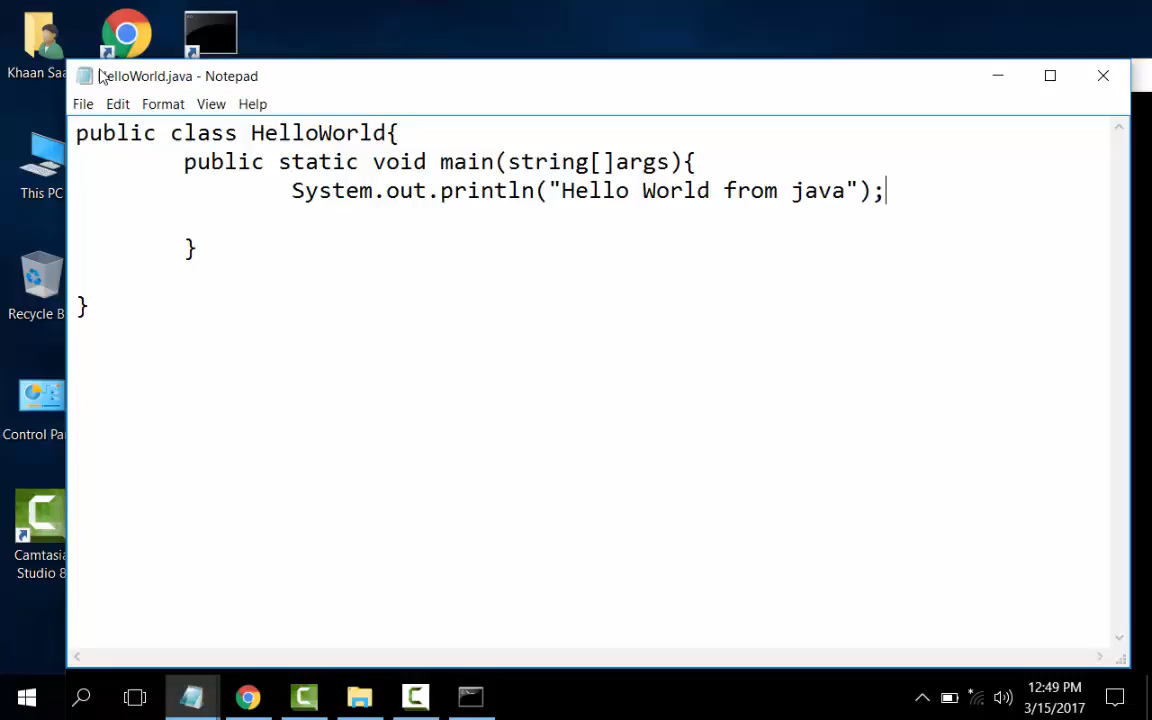 Khaan Saa
HelloWorld.java - Notepad
File Edit Format View Help
public class HelloWorld{
public static void main(string[]args){
System.out.println("Hello World from java");
}
}
This PC
Recycle B
Control Pa
Camtasia
Studio 8
12:49 PM
3/15/2017